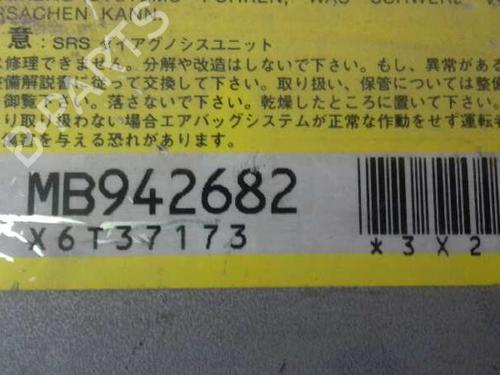 SACHEN KANN.
意:SRS ダイアグノシスユニット
修理できません。分解や改造はしないで下さい。もし、異常がある
備解説書に従って交換して下さい。取り扱い、保管については整備
御覧下さい。落さないで下さい。乾燥したところに置いて下さい。
り取り扱わない場合エアバッグシステムが正常な作動をせず運転者
害を与える恐れがあります。
MB942682
X6T37173
*3X2